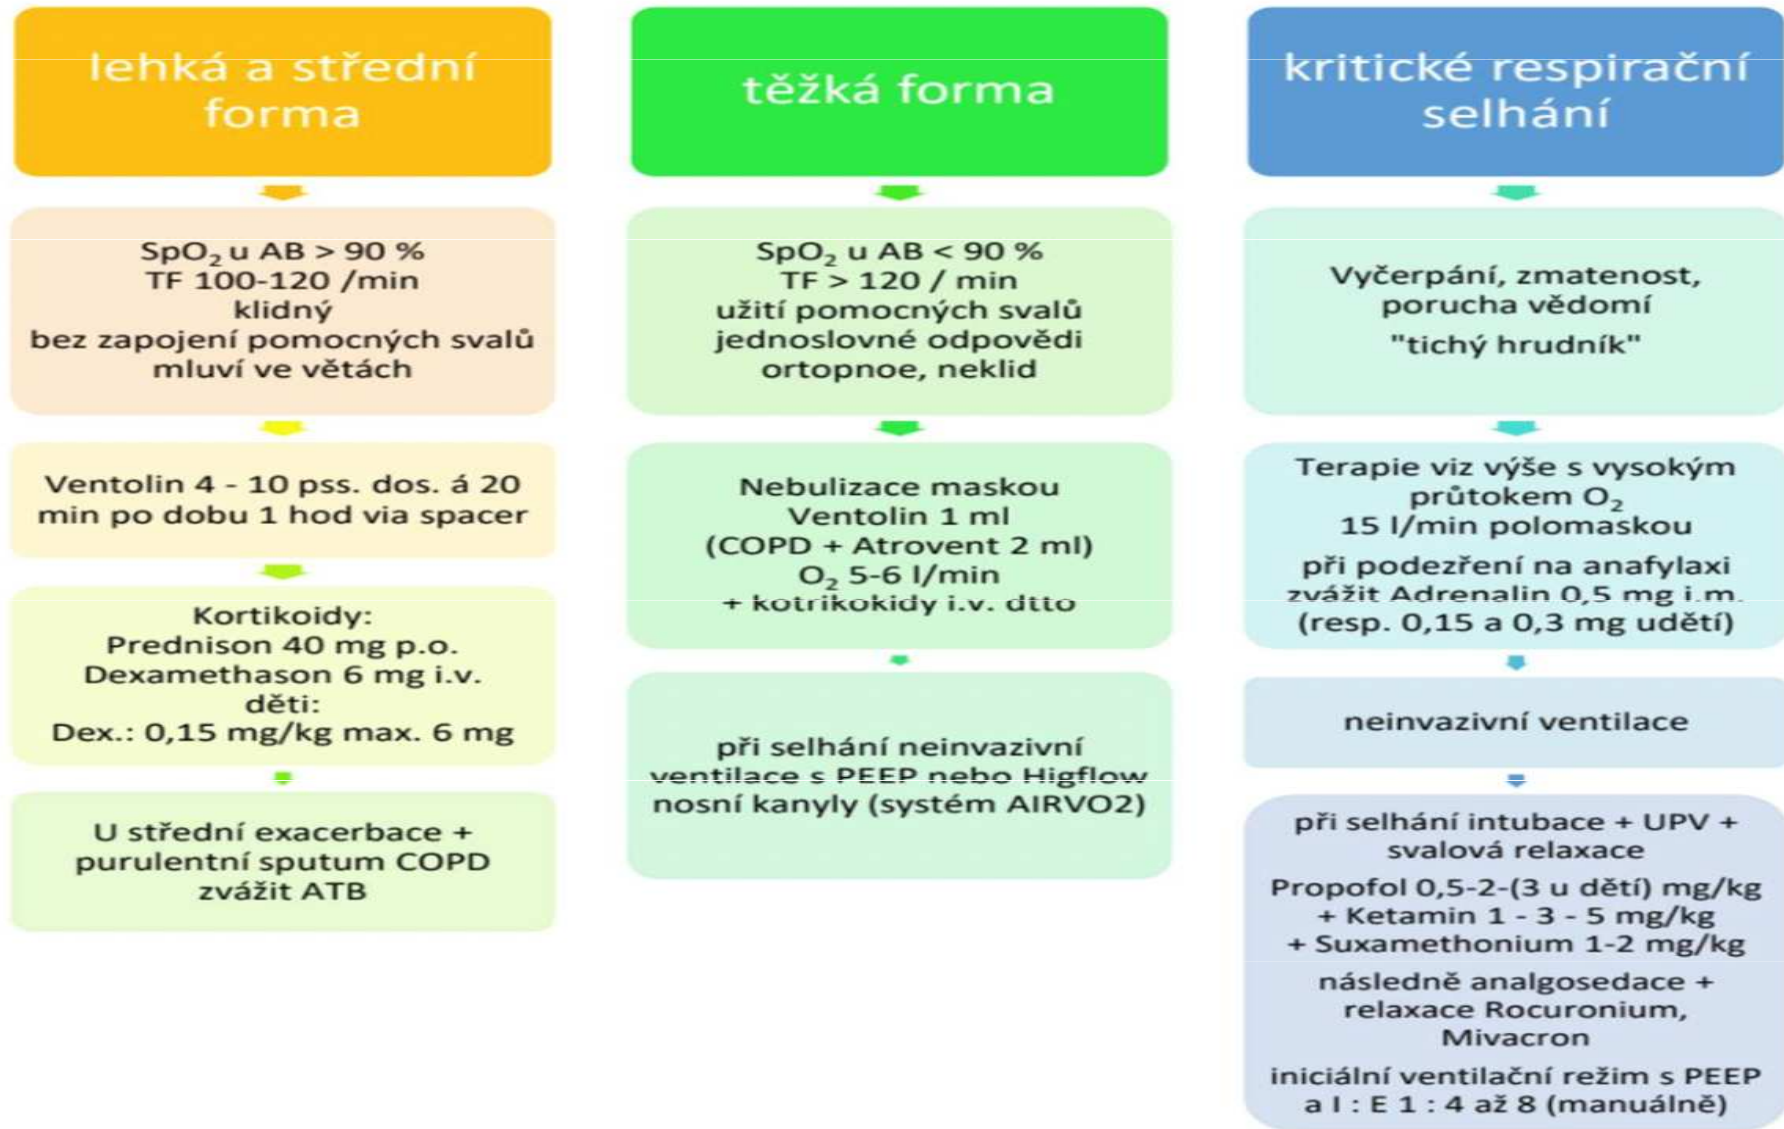 lehká a střední
forma
SpO₂ u AB > 90 %
TF 100-120 /min
klidný
bez zapojení pomocných svalů
mluví ve větách
Ventolin 4 - 10 pss. dos. á 20
min po dobu 1 hod via spacer
Kortikoidy:
Prednison 40 mg p.o.
Dexamethason 6 mg i.v.
děti:
Dex.: 0,15 mg/kg max. 6 mg
U střední exacerbace +
purulentní sputum COPD
zvážit ATB
těžká forma
SpO₂ u AB < 90 %
TF > 120 / min
užití pomocných svalů
jednoslovné odpovědi
ortopnoe, neklid
Nebulizace maskou
Ventolin 1 ml
(COPD + Atrovent 2 ml)
O₂ 5-6 l/min
+ kotrikokidy i.v. dtto
při selhání neinvazivní
ventilace s PEEP nebo Higflow
nosní kanyly (systém AIRVO2)
kritické respirační
selhání
Vyčerpání, zmatenost,
porucha vědomí
"tichý hrudník"
Terapie viz výše s vysokým
průtokem O₂
15 l/min polomaskou
při podezření na anafylaxi
zvážit Adrenalin 0,5 mg i.m.
(resp. 0,15 a 0,3 mg udětí)
neinvazivní ventilace
při selhání intubace + UPV +
svalová relaxace
Propofol 0,5-2-(3 u dětí) mg/kg
+ Ketamin 1 - 3 - 5 mg/kg
+ Suxamethonium 1-2 mg/kg
následně analgosedace +
relaxace Rocuronium,
Mivacron
iniciální ventilační režim s PEEP
a I : E 1 : 4 až 8 (manuálně)